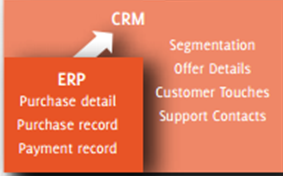 CRM
Segmentation
Offer Details
Customer Touches
Support Contacts
ERP
Purchase detail
Purchase record
Payment record